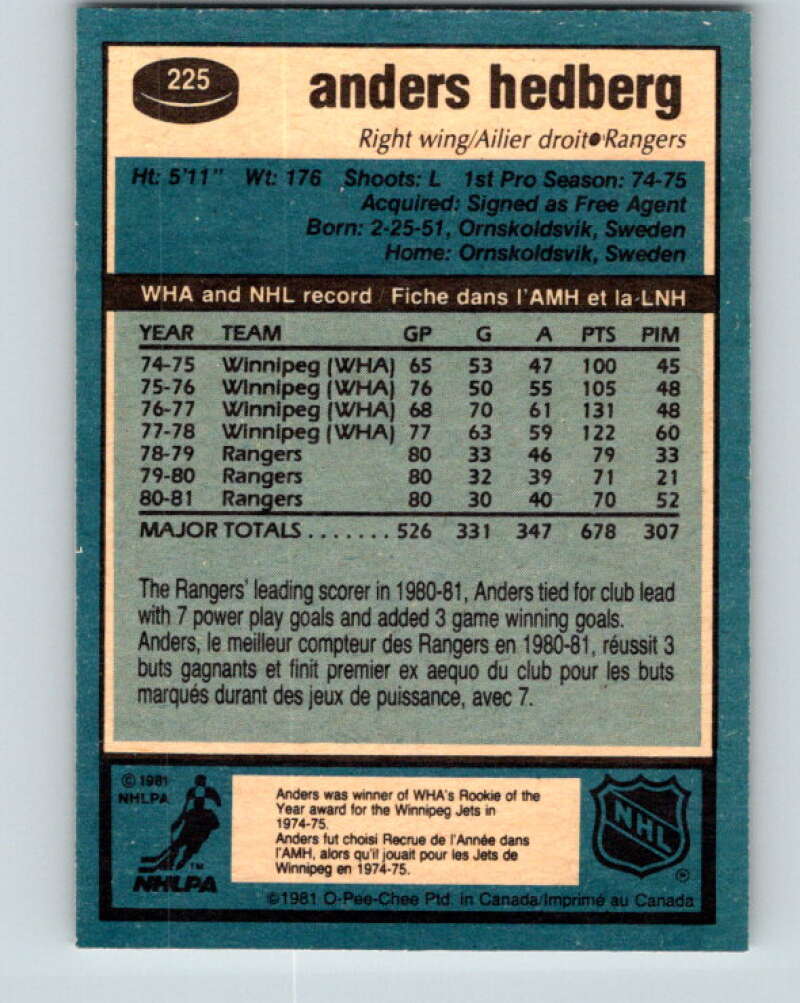 225
anders hedberg
Right wing/Ailier droit●Rangers
Ht: 5'11" Wt: 176 Shoots: L 1st Pro Season: 74-75
Acquired: Signed as Free Agent
Born: 2-25-51, Ornskoldsvik, Sweden
Home: Ornskoldsvik, Sweden
WHA and NHL record / Fiche dans l'AMH et la LNH
YEAR TEAM GP G A PTS PIM
74-75 Winnipeg (WHA) 65 53 47 100 45
75-76 Winnipeg (WHA) 76 50 55 105 48
76-77 Winnipeg (WHA) 68 70 61 131 48
77-78 Winnipeg (WHA) 77 63 59 122 60
78-79 Rangers 80 33 46 79 33
79-80 Rangers 80 32 39 71 21
80-81 Rangers 80 30 40 70 52
MAJOR TOTALS . . . . . . . 526 331 347 678 307
The Rangers' leading scorer in 1980-81, Anders tied for club lead
with 7 power play goals and added 3 game winning goals.
Anders, le meilleur compteur des Rangers en 1980-81, réussit 3
buts gagnants et finit premier ex aequo du club pour les buts
marqués durant des jeux de puissance, avec 7.
© 1981
NHLPA
™
NHLPA
Anders was winner of WHA's Rookie of the
Year award for the Winnipeg Jets in
1974-75.
Anders fut choisi Recrue de l'Année dans
l'AMH, alors qu'il jouait pour les Jets de
Winnipeg en 1974-75.
NHL
®
©1981 O-Pee-Chee Ptd. in Canada/Imprimé au Canada